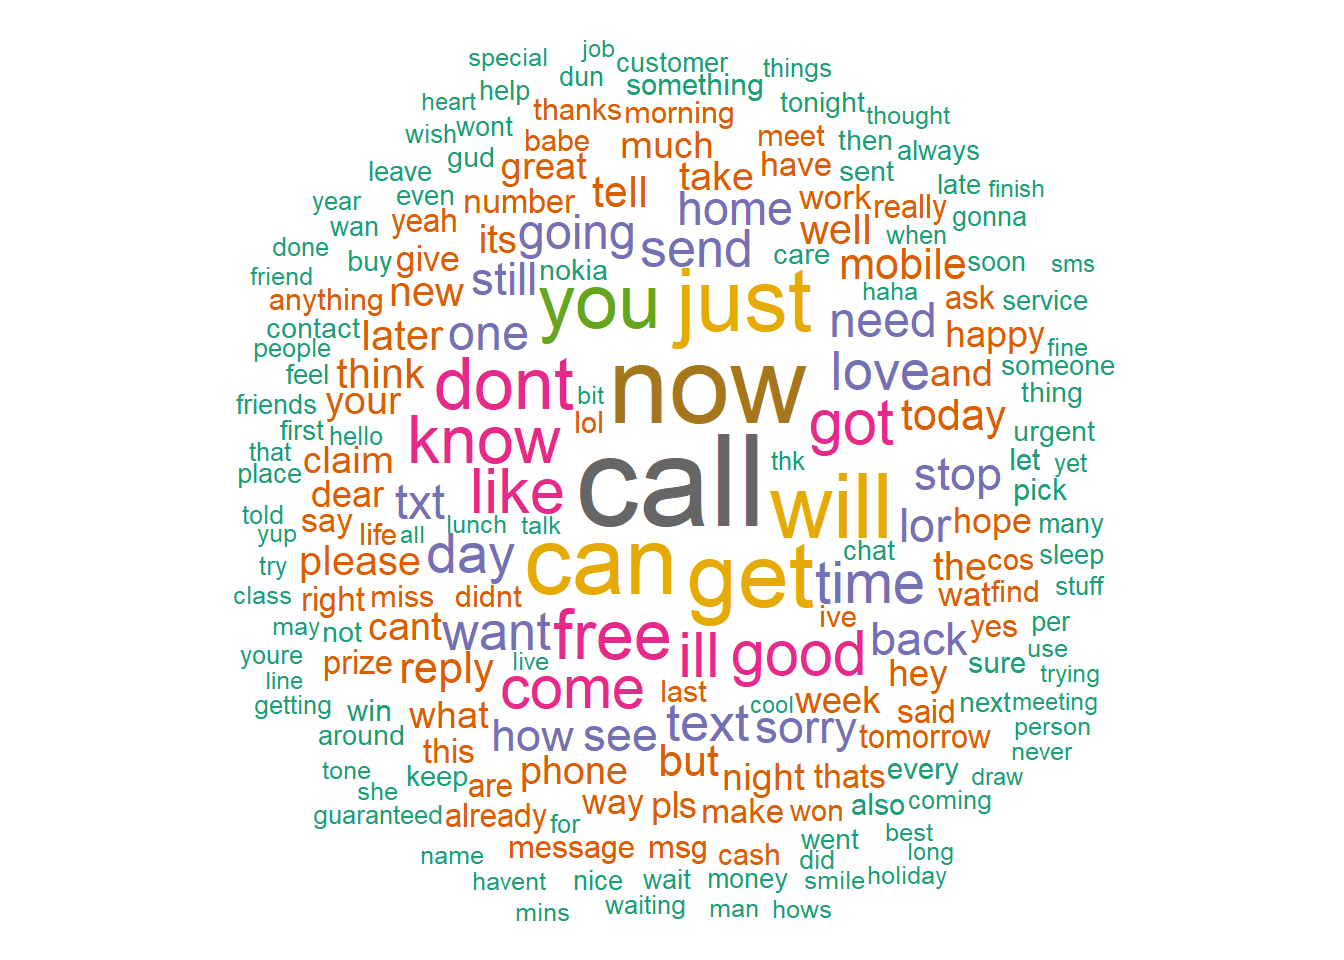 job
special customer things
dun something
heart help thanks morning tonight thought
wish wont babe much meet then always
leave gud great take have sent late finish
year even number tell home work really gonna
wan yeah its going send well when
done buy give still nokia care mobile soon sms
friend anything new you just haha ask service
contact later one need happy fine
people think dont now love and someone
feel bit thing
friends your know lol got today urgent
first hello
that claim like call thk stop let yet
place dear txt will pick
told say life all lunch talk lor hope many
yup please day can get chat time the cos sleep
try class right miss didnt wat find stuff
may not cant want free ill good ive back yes per
youre prize reply live hey sure use trying
line come last week
getting win what text cool sorry said next meeting
around this how see tomorrow person
never
tone keep are phone but night thats every draw
she
guaranteed already for way pls make won also coming
name message msg cash went did best long
havent nice wait money smile holiday
mins waiting man hows